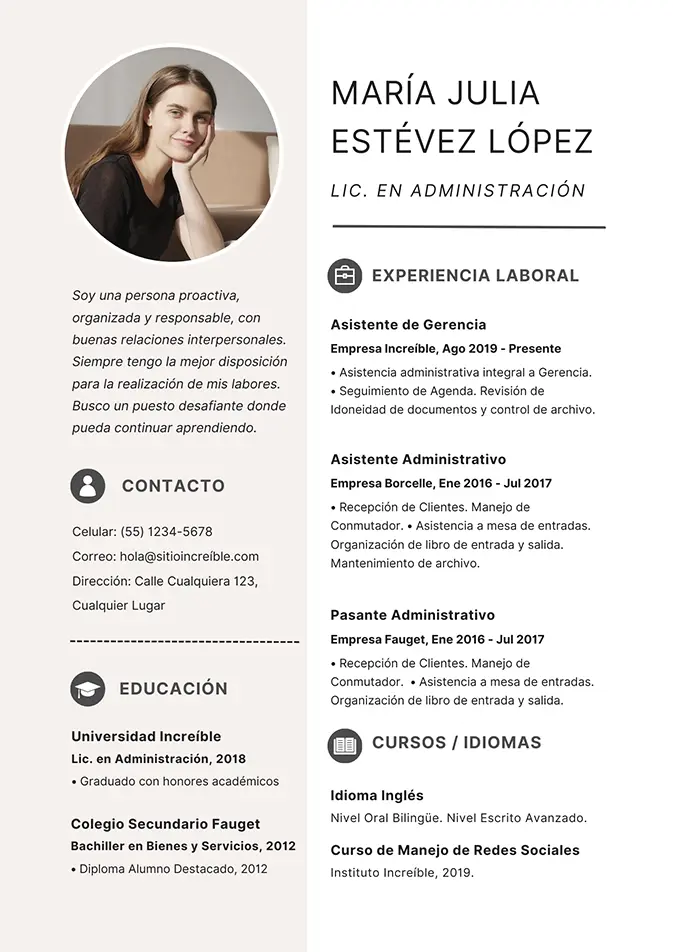 MARÍA JULIA
ESTÉVEZ LÓPEZ
LIC. EN ADMINISTRACIÓN
Soy una persona proactiva,
organizada y responsable, con
buenas relaciones interpersonales.
Siempre tengo la mejor disposición
para la realización de mis labores.
Busco un puesto desafiante donde
pueda continuar aprendiendo.
CONTACTO
Celular: (55) 1234-5678
Correo: hola@sitioincreíble.com
Dirección: Calle Cualquiera 123,
Cualquier Lugar
EDUCACIÓN
Universidad Increíble
Lic. en Administración, 2018
• Graduado con honores académicos
Colegio Secundario Fauget
Bachiller en Bienes y Servicios, 2012
• Diploma Alumno Destacado, 2012
EXPERIENCIA LABORAL
Asistente de Gerencia
Empresa Increíble, Ago 2019 - Presente
• Asistencia administrativa integral a Gerencia.
• Seguimiento de Agenda. Revisión de
Idoneidad de documentos y control de archivo.
Asistente Administrativo
Empresa Borcelle, Ene 2016 - Jul 2017
• Recepción de Clientes. Manejo de
Conmutador. • Asistencia a mesa de entradas.
Organización de libro de entrada y salida.
Mantenimiento de archivo.
Pasante Administrativo
Empresa Fauget, Ene 2016 - Jul 2017
• Recepción de Clientes. Manejo de
Conmutador. • Asistencia a mesa de entradas.
Organización de libro de entrada y salida.
CURSOS / IDIOMAS
Idioma Inglés
Nivel Oral Bilingüe. Nivel Escrito Avanzado.
Curso de Manejo de Redes Sociales
Instituto Increíble, 2019.